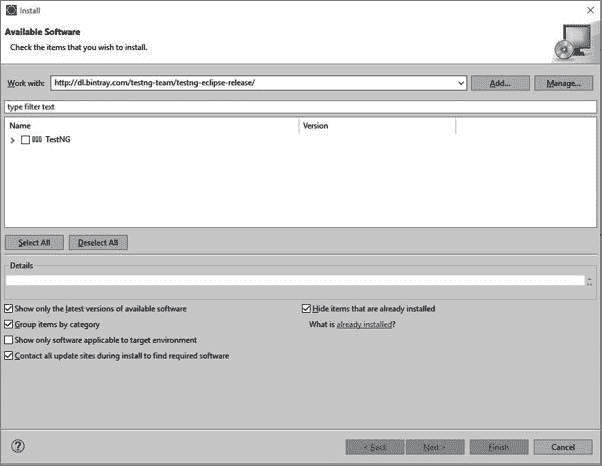 Install
Available Software
Check the items that you wish to install.
Work with: http://dl.bintray.com/testng-team/testng-eclipse-release/ Add... Manage...
type filter text
Name Version
TestNG
Select All Deselect All
Details
Show only the latest versions of available software Hide items that are already installed
Group items by category What is already installed?
Show only software applicable to target environment
Contact all update sites during install to find required software
? < Back Next > Finish Cancel